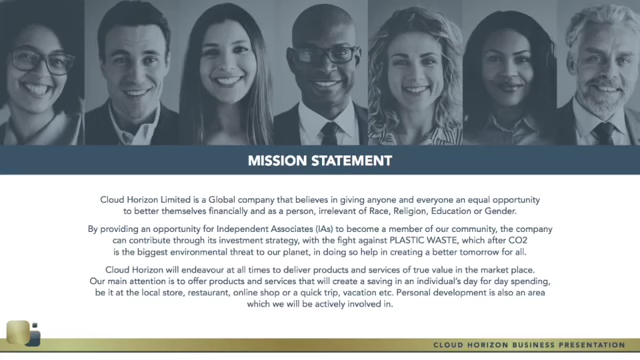 MISSION STATEMENT
Cloud Horizon Limited is a Global company that believes in giving anyone and everyone an equal opportunity
to better themselves financially and as a person, irrelevant of Race, Religion, Education or Gender.
By providing an opportunity for Independent Associates (IAs) to become a member of our community, the company
can contribute through its investment strategy, with the fight against PLASTIC WASTE, which after CO2
is the biggest environmental threat to our planet, in doing so help in creating a better tomorrow for all.
Cloud Horizon will endeavour at all times to deliver products and services of true value in the market place.
Our main attention is to offer products and services that will create a saving in an individual's day for day spending,
be it at the local store, restaurant, online shop or a quick trip, vacation etc. Personal development is also an area
which we will be actively involved in.
CLOUD HORIZON BUSINESS PRESENTATION